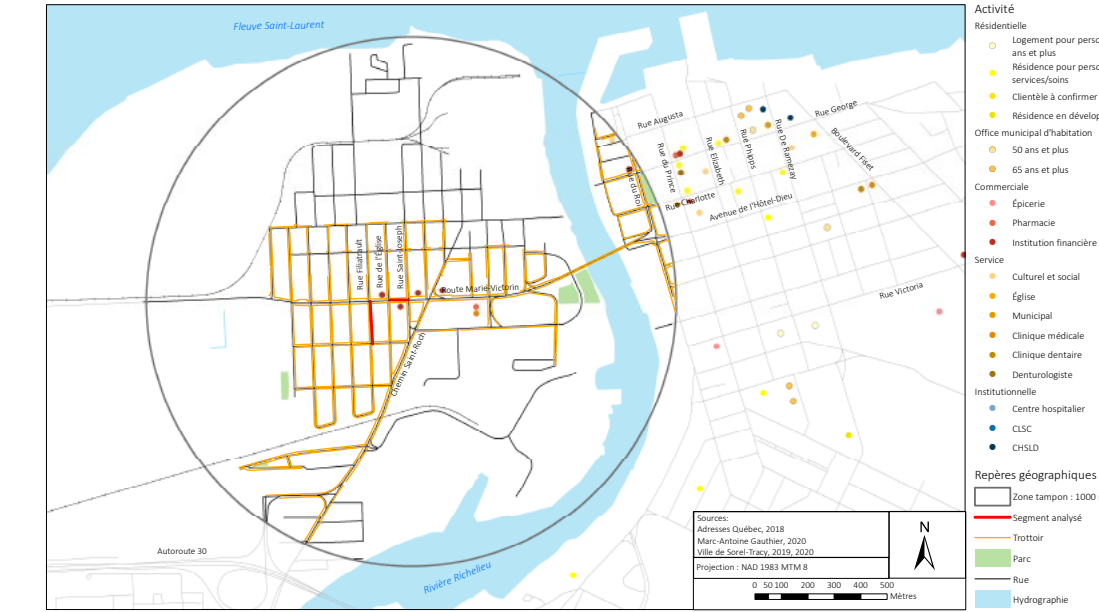 Fleuve Saint-Laurent
Rue Augusta
Rue George
Rue du Prince
Rue Elizabeth
Rue Phipps
Rue De Ramezay
Boulevard Fiset
Rue du Roi
Rue Charlotte
Avenue de l'Hôtel-Dieu
Rue Filiatrault
Rue de l'Église
Rue Saint-Joseph
Route Marie-Victorin
Rue Victoria
Chemin Saint-Roch
Autoroute 30
Rivière Richelieu
Sources:
Adresses Québec, 2018
Marc-Antoine Gauthier, 2020
Ville de Sorel-Tracy, 2019, 2020
Projection : NAD 1983 MTM 8
N
0 50 100 200 300 400 500
Mètres
Activité
Résidentielle
Logement pour perso
ans et plus
Résidence pour perso
services/soins
Clientèle à confirmer
Résidence en dévelop
Office municipal d'habitation
50 ans et plus
65 ans et plus
Commerciale
Épicerie
Pharmacie
Institution financière
Service
Culturel et social
Église
Municipal
Clinique médicale
Clinique dentaire
Denturologiste
Institutionnelle
Centre hospitalier
CLSC
CHSLD
Repères géographiques
Zone tampon : 1000
Segment analysé
Trottoir
Parc
Rue
Hydrographie